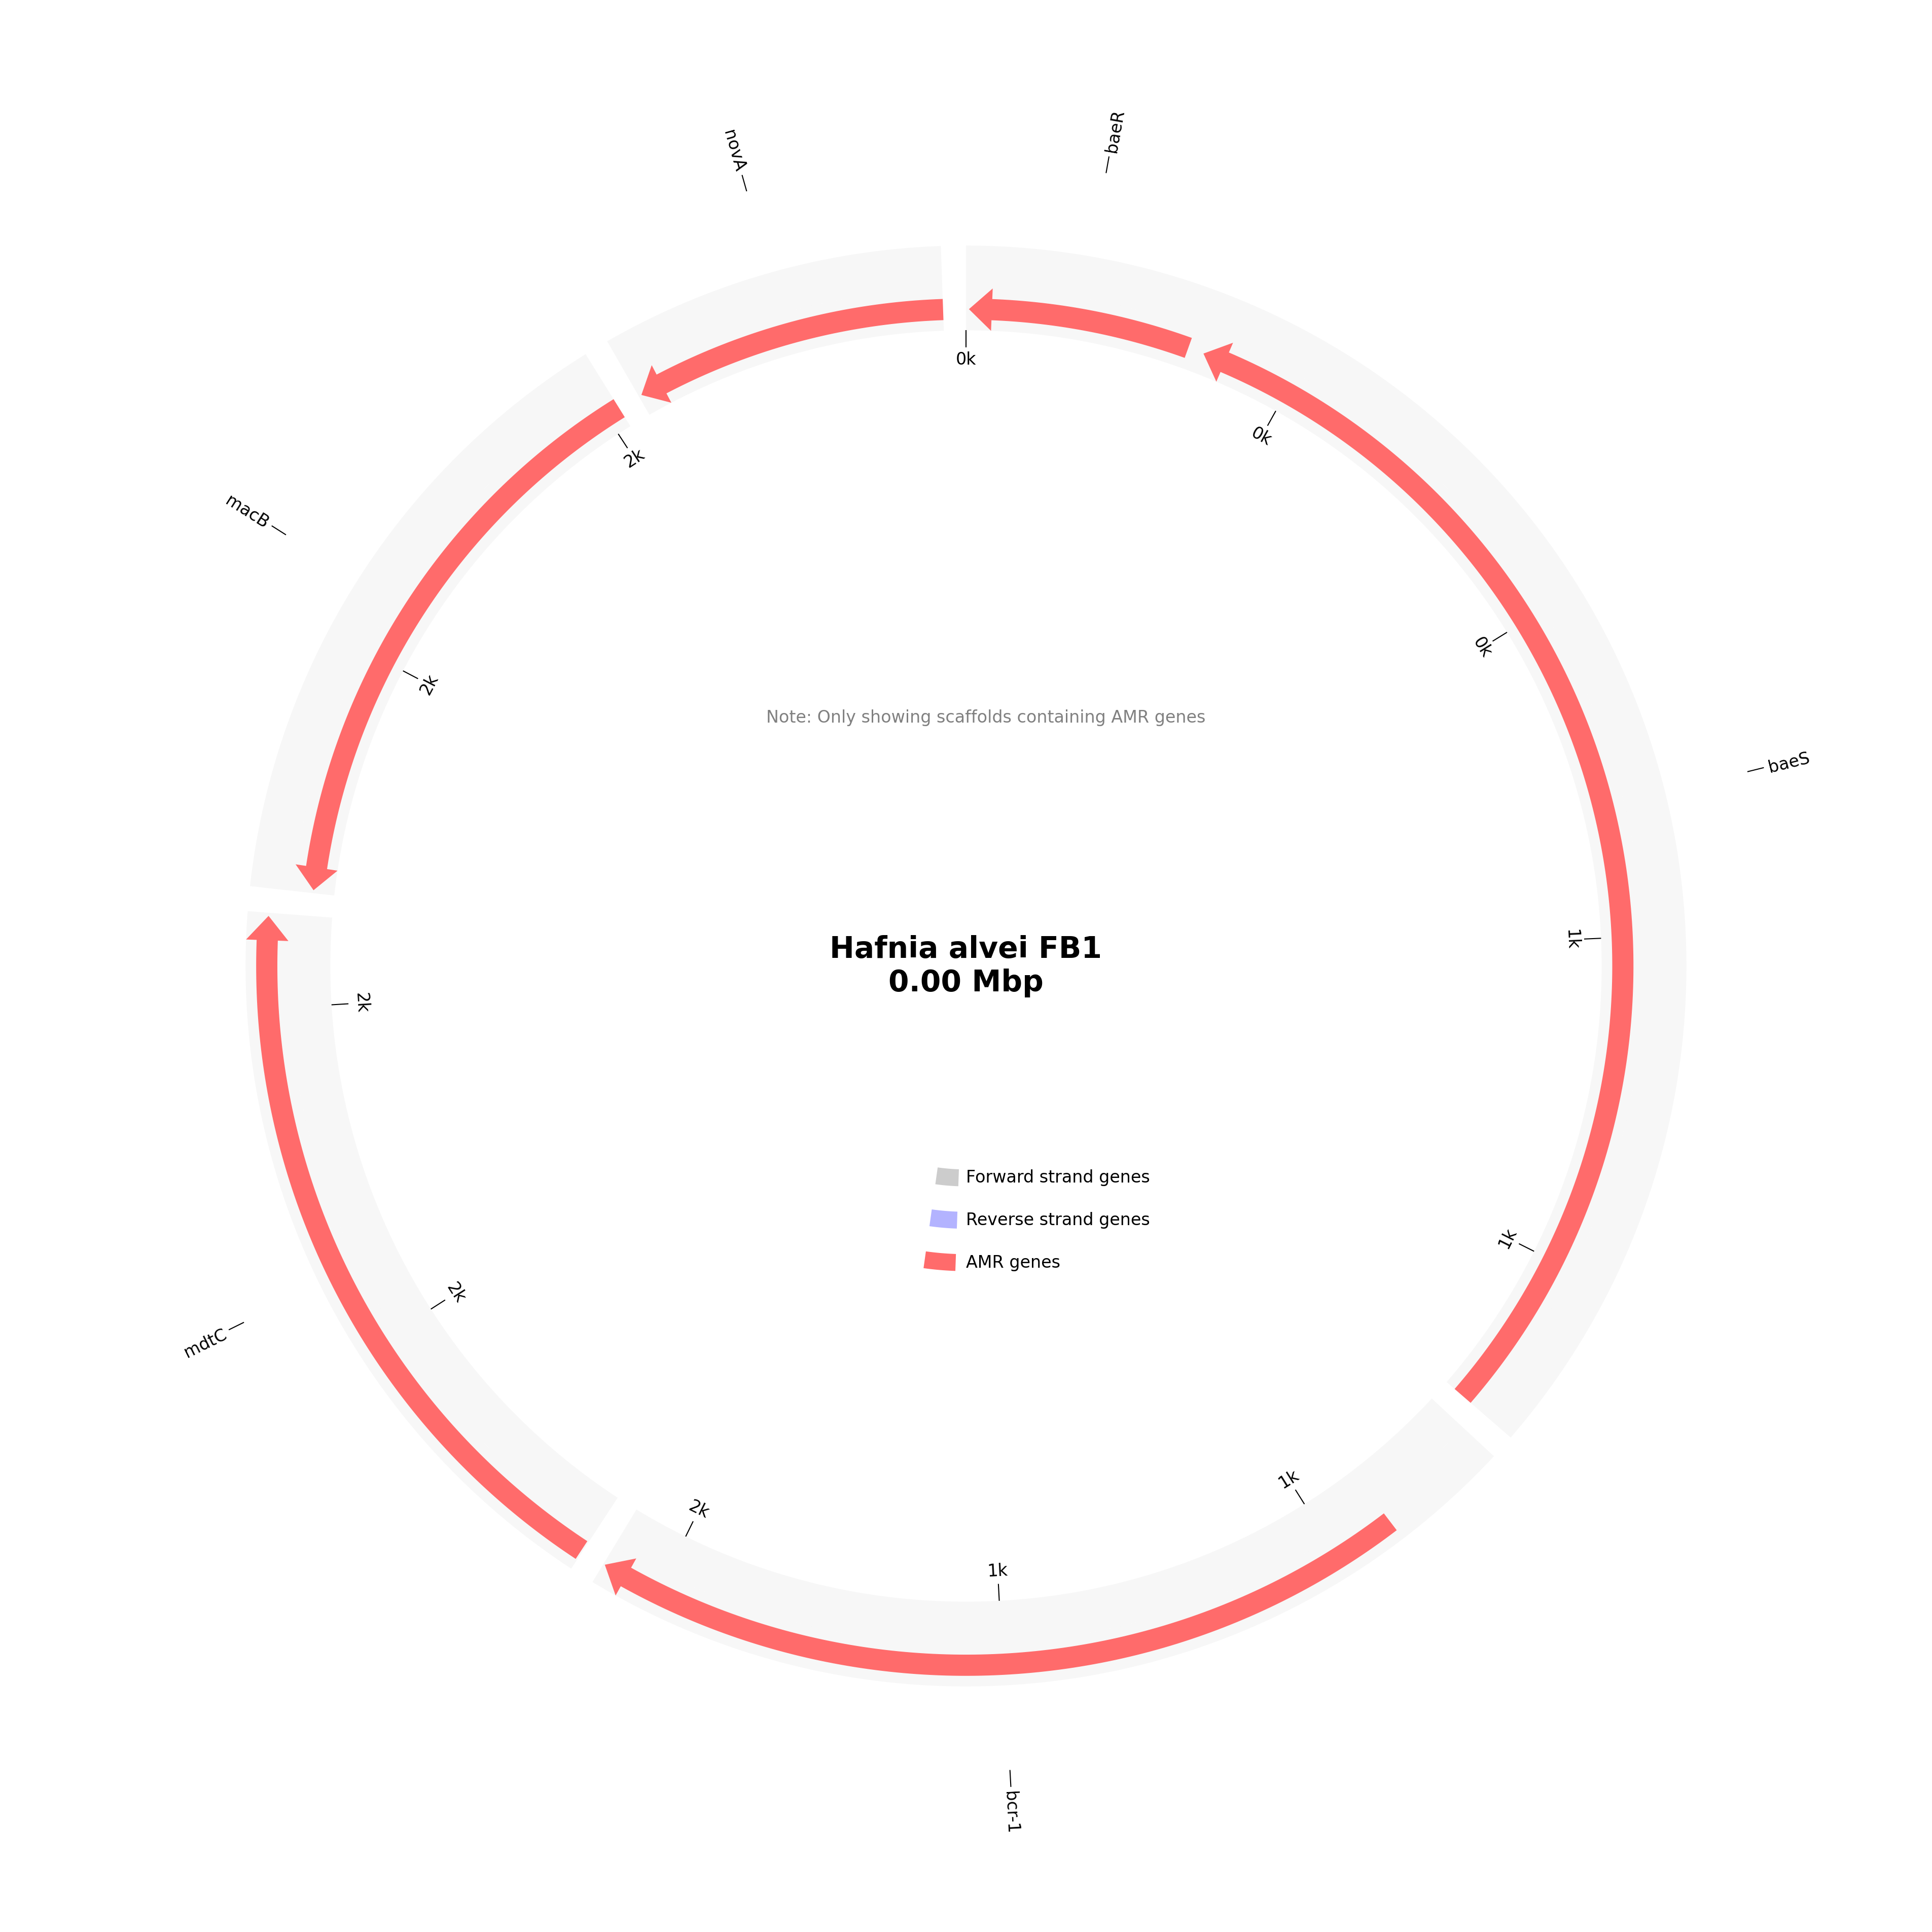 novA
baeR
0k
0k
2k
macB
0k
2k
Note: Only showing scaffolds containing AMR genes
baeS
Hafnia alvei FB1
0.00 Mbp
1k
2k
Forward strand genes
Reverse strand genes
AMR genes
1k
2k
mdtC
1k
2k
1k
bcr-1